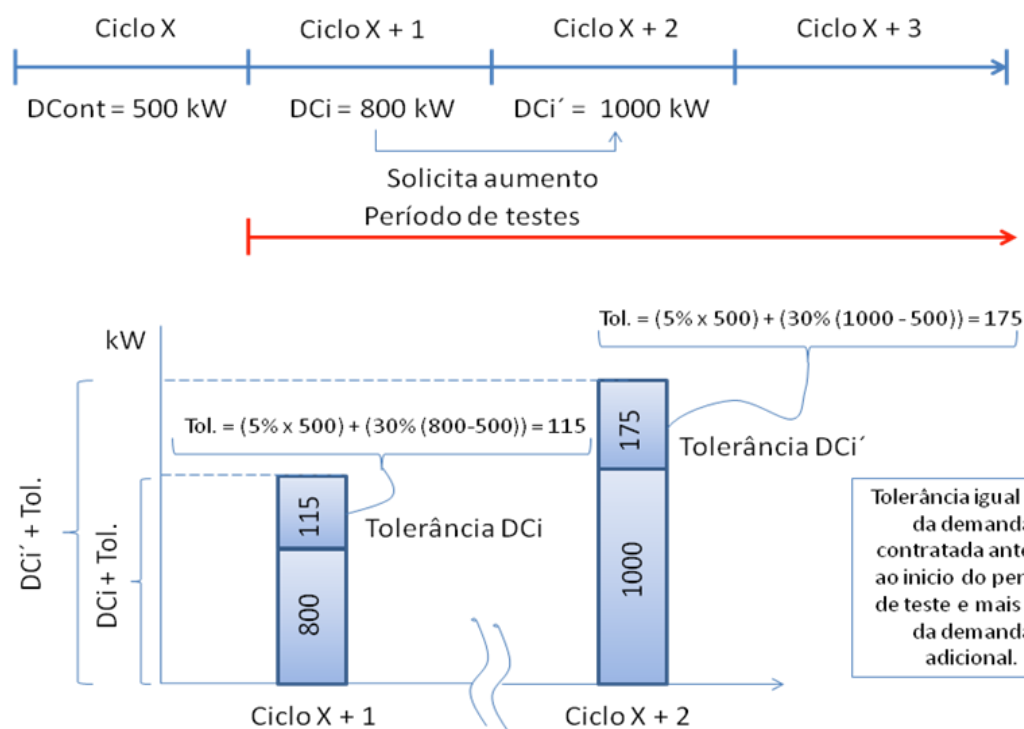 Ciclo X
Ciclo X + 1
Ciclo X + 2
Ciclo X + 3
DCont = 500 kW
DCi = 800 kW
DCi´ = 1000 kW
Solicita aumento
Período de testes
kW
Tol. = (5% x 500) + (30% (1000 - 500)) = 175
Tol. = (5% x 500) + (30% (800-500)) = 115
175
Tolerância DCi´
115
Tolerância DCi
1000
800
DCi´ + Tol.
DCi + Tol.
Tolerância igual
da demand
contratada ante
ao inicio do per
de teste e mais
da demand
adicional.
Ciclo X + 1
Ciclo X + 2